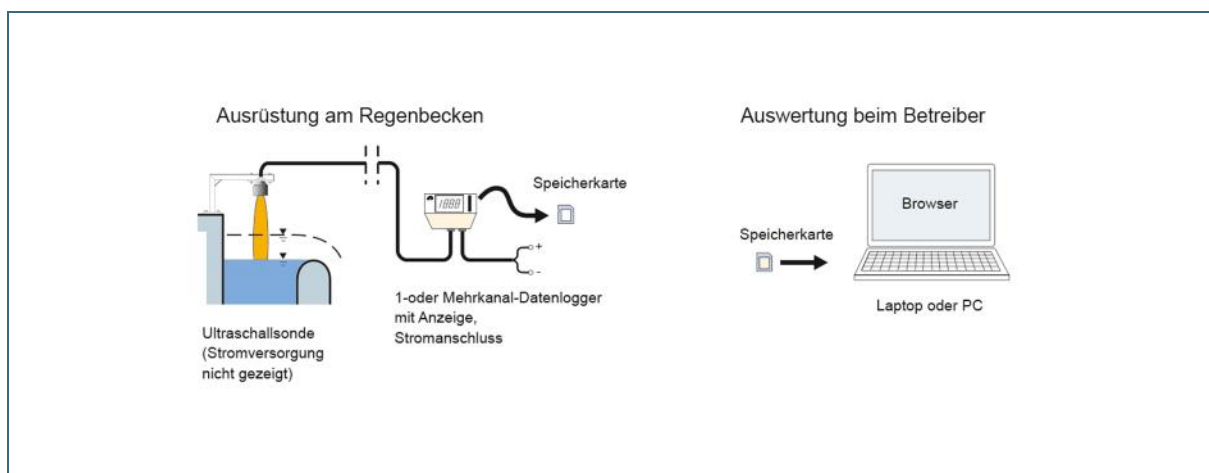 Ausrüstung am Regenbecken
Speicherkarte
+
-
1-oder Mehrkanal-Datenlogger
mit Anzeige,
Stromanschluss
Ultraschallsonde
(Stromversorgung
nicht gezeigt)
Auswertung beim Betreiber
Browser
Speicherkarte
Laptop oder PC